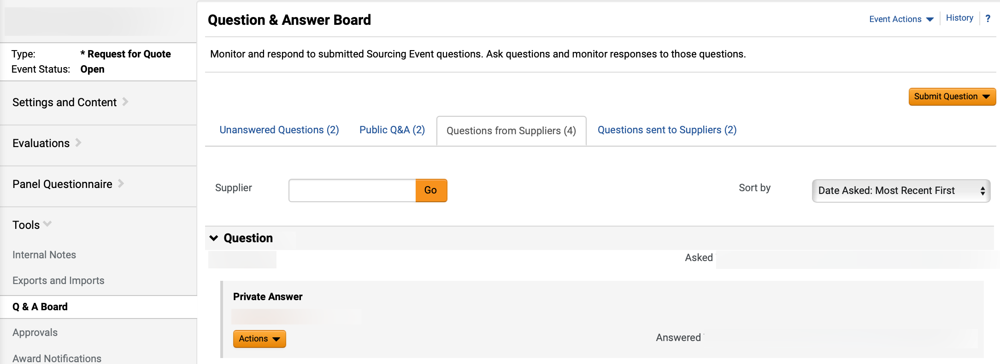 Question & Answer Board
Event Actions
History
?
Type: * Request for Quote
Event Status: Open
Monitor and respond to submitted Sourcing Event questions. Ask questions and monitor responses to those questions.
Submit Question
Settings and Content
Evaluations
Panel Questionnaire
Tools
Internal Notes
Exports and Imports
Q & A Board
Approvals
Award Notifications
Unanswered Questions (2)
Public Q&A (2)
Questions from Suppliers (4)
Questions sent to Suppliers (2)
Supplier
Go
Sort by
Date Asked: Most Recent First
Question
Asked
Private Answer
Actions
Answered